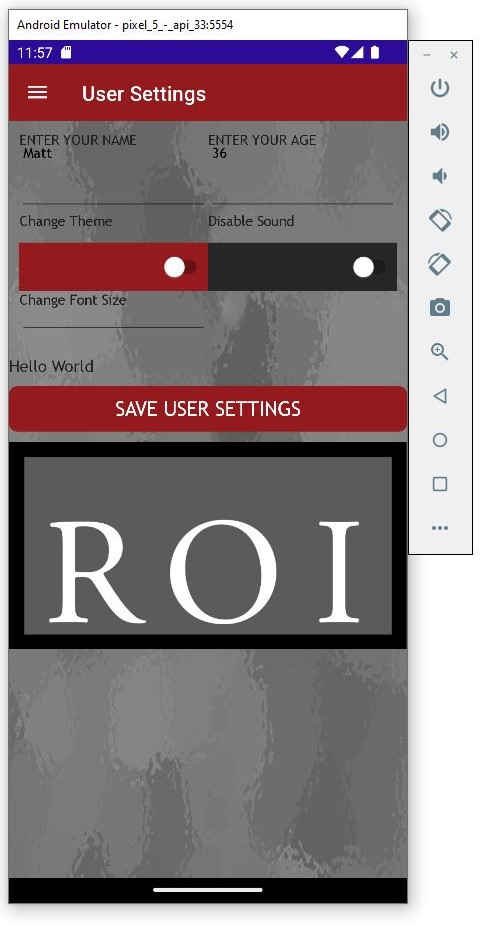 Android Emulator - pixel_5_-_api_33:5554
11:57
User Settings
ENTER YOUR NAME ENTER YOUR AGE
Matt 36
Change Theme Disable Sound
Change Font Size
Hello World
SAVE USER SETTINGS
ROI